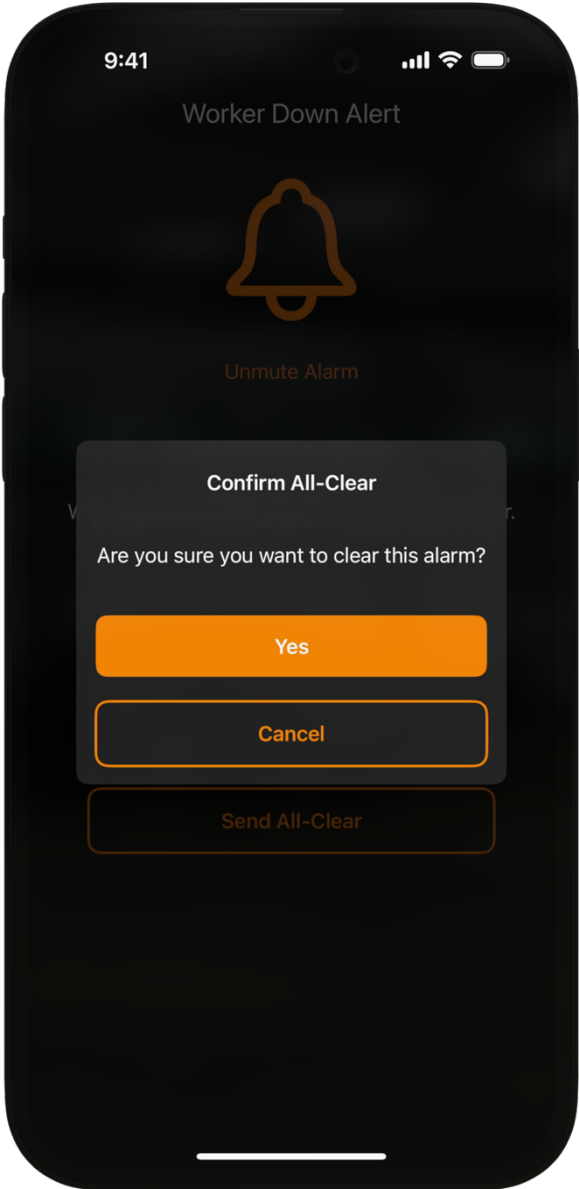 9:41
Worker Down Alert
Unmute Alarm
Confirm All-Clear
Are you sure you want to clear this alarm?
Yes
Cancel
Send All-Clear